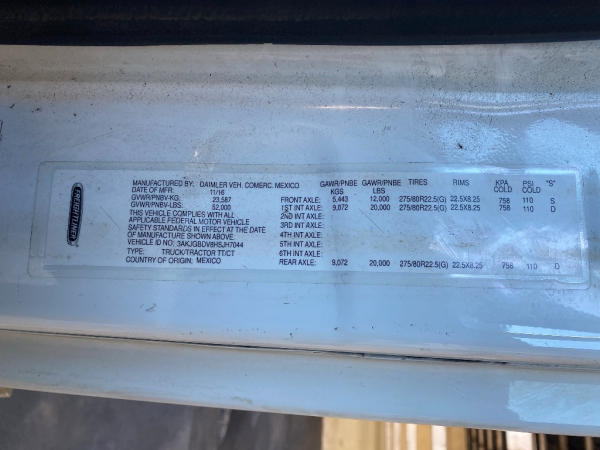 FREIGHTLINER
MANUFACTURED BY: DAIMLER VEH. COMERC. MEXICO GAWR/PNBE GAWR/PNBE TIRES RIMS KPA PSI "S"
DATE OF MFR: 11/16 KGS LBS COLD COLD
GVWR/PNBV-KG: 23,587 FRONT AXLE: 5,443 12,000 275/80R22.5(G) 22.5X8.25 758 110 S
GVWR/PNBV-LBS: 52,000 1ST INT AXLE: 9,072 20,000 275/80R22.5(G) 22.5X8.25 758 110 D
THIS VEHICLE COMPLIES WITH ALL 2ND INT AXLE:
APPLICABLE FEDERAL MOTOR VEHICLE 3RD INT AXLE:
SAFETY STANDARDS IN EFFECT AT THE DATE 4TH INT AXLE:
OF MANUFACTURE SHOWN ABOVE.
VEHICLE ID NO: 3AKJGBDV8HSJH7044 5TH INT AXLE:
TYPE: TRUCK/TRACTOR TT/CT 6TH INT AXLE:
COUNTRY OF ORIGIN: MEXICO REAR AXLE: 9,072 20,000 275/80R22.5(G) 22.5X8.25 758 110 D